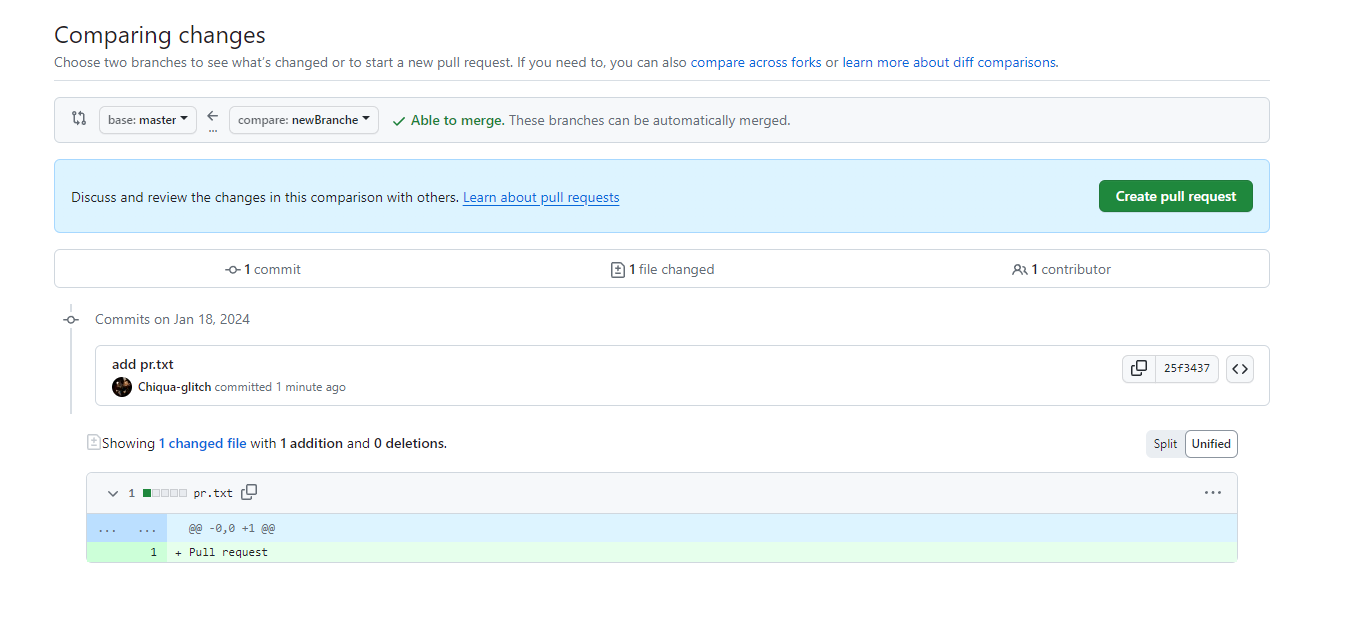 Comparing changes
Choose two branches to see what's changed or to start a new pull request. If you need to, you can also compare across forks or learn more about diff comparisons.
base: master ... compare: newBranche Able to merge. These branches can be automatically merged.
Discuss and review the changes in this comparison with others. Learn about pull requests Create pull request
1 commit 1 file changed 1 contributor
Commits on Jan 18, 2024
add pr.txt
25f3437
Chiqua-glitch committed 1 minute ago
Showing 1 changed file with 1 addition and 0 deletions. Split Unified
1 pr.txt
... ... @@ -0,0 +1 @@
1 + Pull request